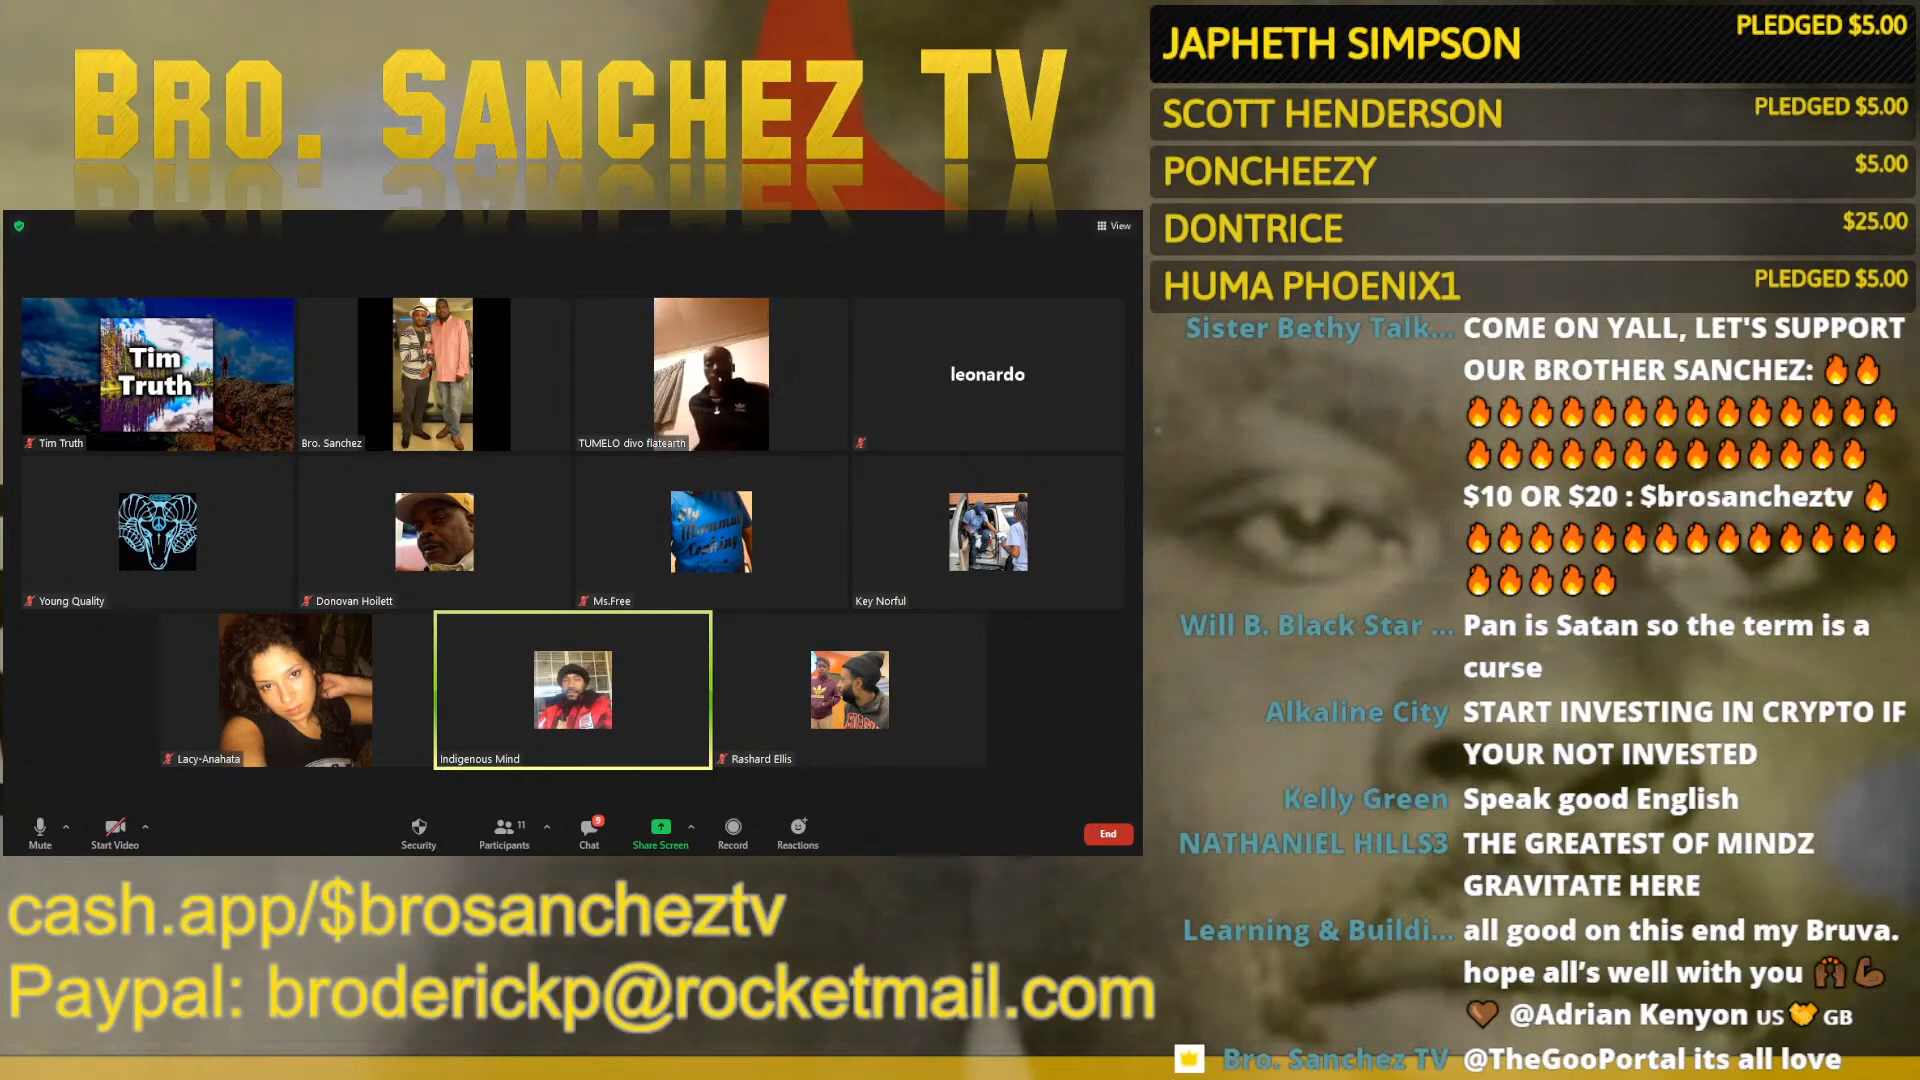 BRO. SANCHEZ TV
View
Tim
Truth
Tim Truth
Bro. Sanchez
TUMELO divo flatearth
leonardo
Young Quality
Donovan Hoilett
My
Mommas
Cooking
Ms.Free
Key Norful
Lacy-Anahata
Indigenous Mind
Rashard Ellis
Mute
Start Video
Security
11
Participants
9
Chat
Share Screen
Record
Reactions
End
cash.app/$brosancheztv
Paypal: broderickp@rocketmail.com
JAPHETH SIMPSON PLEDGED $5.00
SCOTT HENDERSON PLEDGED $5.00
PONCHEEZY $5.00
DONTRICE $25.00
HUMA PHOENIX1 PLEDGED $5.00
Sister Bethy Talk... COME ON YALL, LET'S SUPPORT
OUR BROTHER SANCHEZ: 🔥🔥
🔥🔥🔥🔥🔥🔥🔥🔥🔥🔥🔥🔥🔥🔥
🔥🔥🔥🔥🔥🔥🔥🔥🔥🔥🔥🔥🔥
$10 OR $20 : $brosancheztv 🔥
🔥🔥🔥🔥🔥🔥🔥🔥🔥🔥🔥🔥🔥🔥
🔥🔥🔥🔥🔥
Will B. Black Star ... Pan is Satan so the term is a
curse
Alkaline City START INVESTING IN CRYPTO IF
YOUR NOT INVESTED
Kelly Green Speak good English
NATHANIEL HILLS3 THE GREATEST OF MINDZ
GRAVITATE HERE
Learning & Buildi... all good on this end my Bruva.
hope all's well with you 🙌🏾💪🏾
🤎 @Adrian Kenyon US🤝GB
Bro. Sanchez TV @TheGooPortal its all love